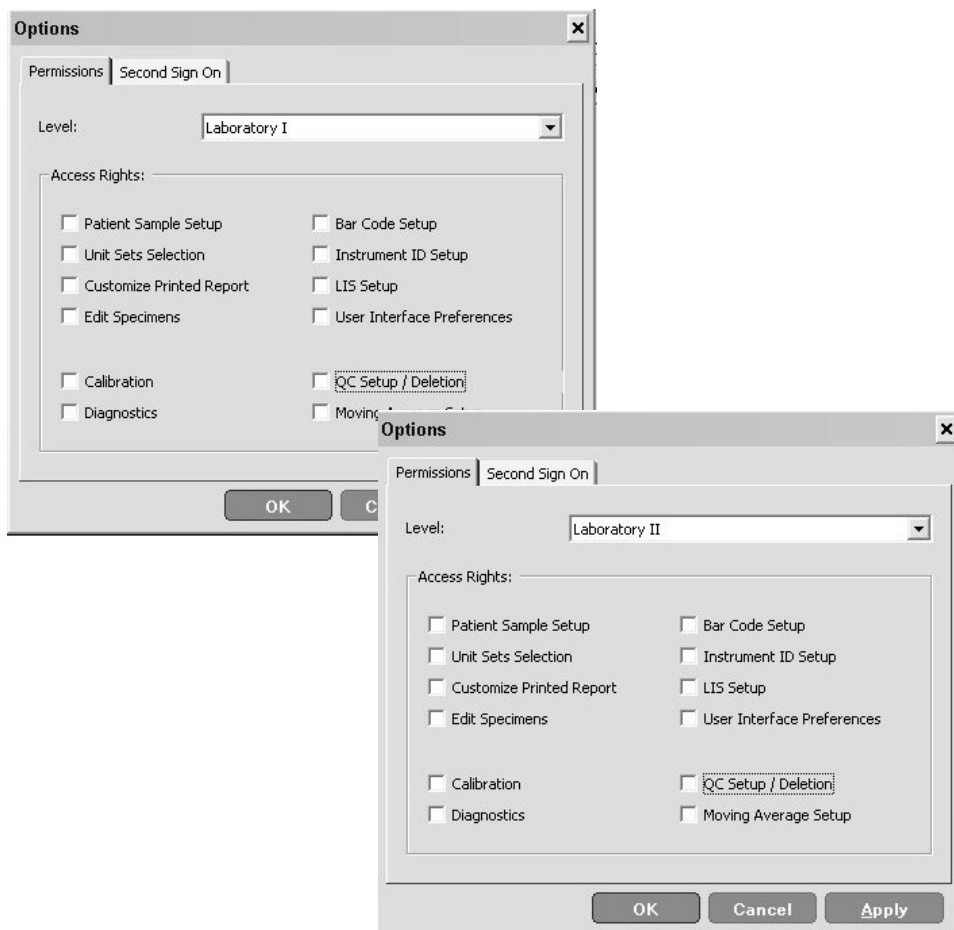 Options
Permissions Second Sign On
Level: Laboratory I
Access Rights:
Patient Sample Setup Bar Code Setup
Unit Sets Selection Instrument ID Setup
Customize Printed Report LIS Setup
Edit Specimens User Interface Preferences
Calibration QC Setup / Deletion
Diagnostics Moving
OK C
Options
Permissions Second Sign On
Level: Laboratory II
Access Rights:
Patient Sample Setup Bar Code Setup
Unit Sets Selection Instrument ID Setup
Customize Printed Report LIS Setup
Edit Specimens User Interface Preferences
Calibration QC Setup / Deletion
Diagnostics Moving Average Setup
OK Cancel Apply